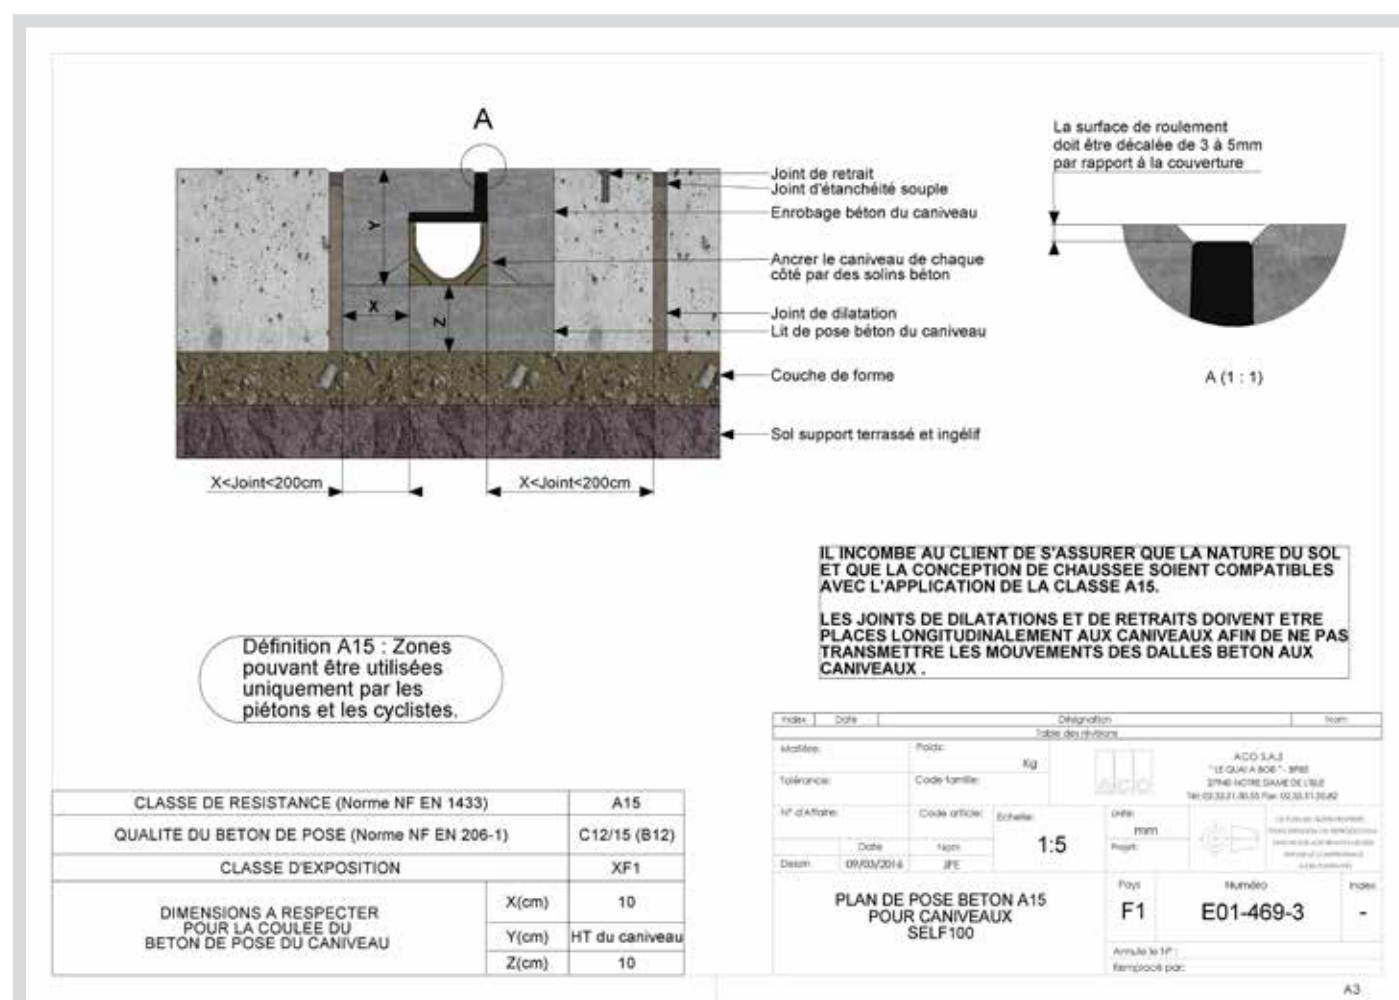 A
Joint de retrait
Joint d'étanchéité souple
Enrobage béton du caniveau
Ancrer le caniveau de chaque
côté par des solins béton
Joint de dilatation
Lit de pose béton du caniveau
Couche de forme
Sol support terrassé et ingélif
Y
X
Z
X<Joint<200cm
X<Joint<200cm
La surface de roulement
doit être décalée de 3 à 5mm
par rapport à la couverture
A (1 : 1)
IL INCOMBE AU CLIENT DE S'ASSURER QUE LA NATURE DU SOL
ET QUE LA CONCEPTION DE CHAUSSEE SOIENT COMPATIBLES
AVEC L'APPLICATION DE LA CLASSE A15.
LES JOINTS DE DILATATIONS ET DE RETRAITS DOIVENT ETRE
PLACES LONGITUDINALEMENT AUX CANIVEAUX AFIN DE NE PAS
TRANSMETTRE LES MOUVEMENTS DES DALLES BETON AUX
CANIVEAUX .
Définition A15 : Zones
pouvant être utilisées
uniquement par les
piétons et les cyclistes.
CLASSE DE RESISTANCE (Norme NF EN 1433) A15
QUALITE DU BETON DE POSE (Norme NF EN 206-1) C12/15 (B12)
CLASSE D'EXPOSITION XF1
DIMENSIONS A RESPECTER
POUR LA COULEE DU
BETON DE POSE DU CANIVEAU
X(cm) 10
Y(cm) HT du caniveau
Z(cm) 10
Index Date Désignation Nom
Table des révisions
Matière: Poids: Kg
Tolérance: Code famille:
N° d'Affaire: Code article: Echelle: 1:5
Date Nom
Dessin 09/03/2016 JPE
ACO
ACO S.A.S
" LE QUAI A BOIS " - BP85
27940 NOTRE DAME DE L'ISLE
Unité: mm
Projet:
PLAN DE POSE BETON A15
POUR CANIVEAUX
SELF100
Pays Numéro Index
F1 E01-469-3 -
Annule le N° :
Remplacé par:
A3